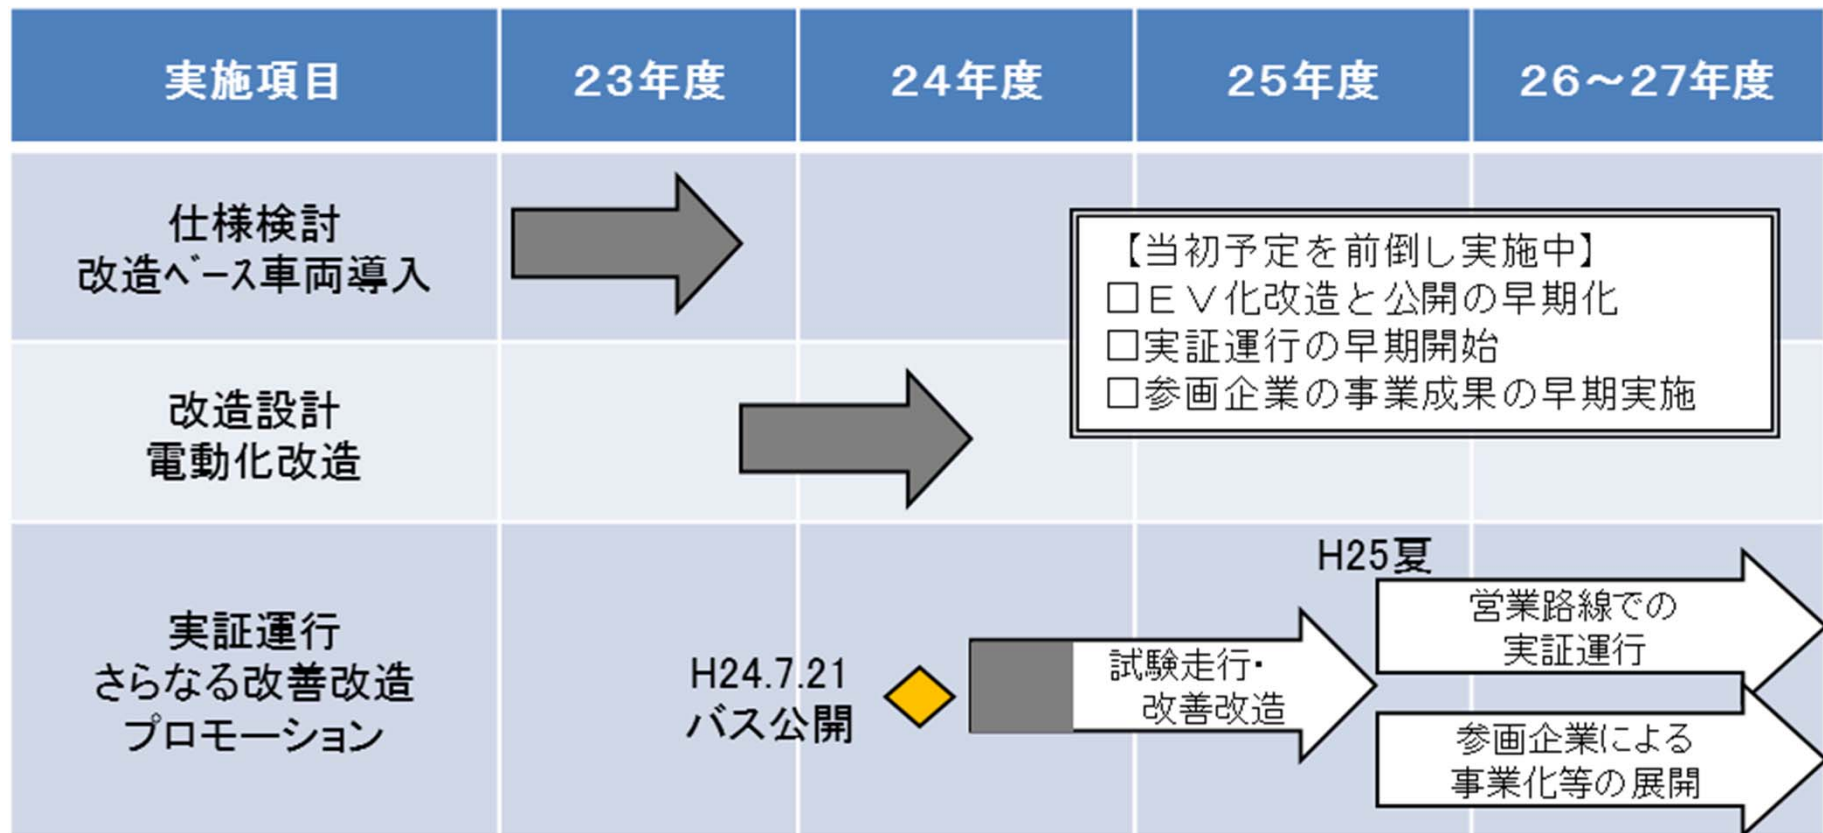 実施項目
23年度
24年度
25年度
26～27年度
仕様検討
改造ベース車両導入
【当初予定を前倒し実施中】
□ＥＶ化改造と公開の早期化
□実証運行の早期開始
□参画企業の事業成果の早期実施
改造設計
電動化改造
実証運行
さらなる改善改造
プロモーション
H24.7.21
バス公開
試験走行・
改善改造
H25夏
営業路線での
実証運行
参画企業による
事業化等の展開